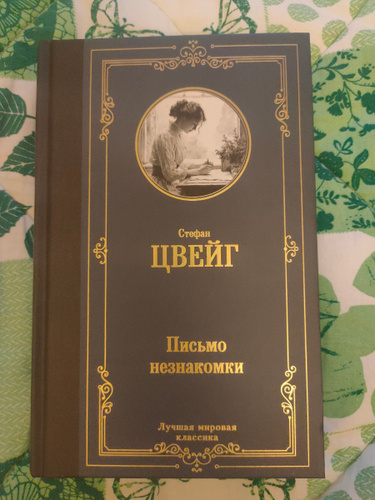 Стефан
ЦВЕЙГ
Письмо
незнакомки
Лучшая мировая
классика